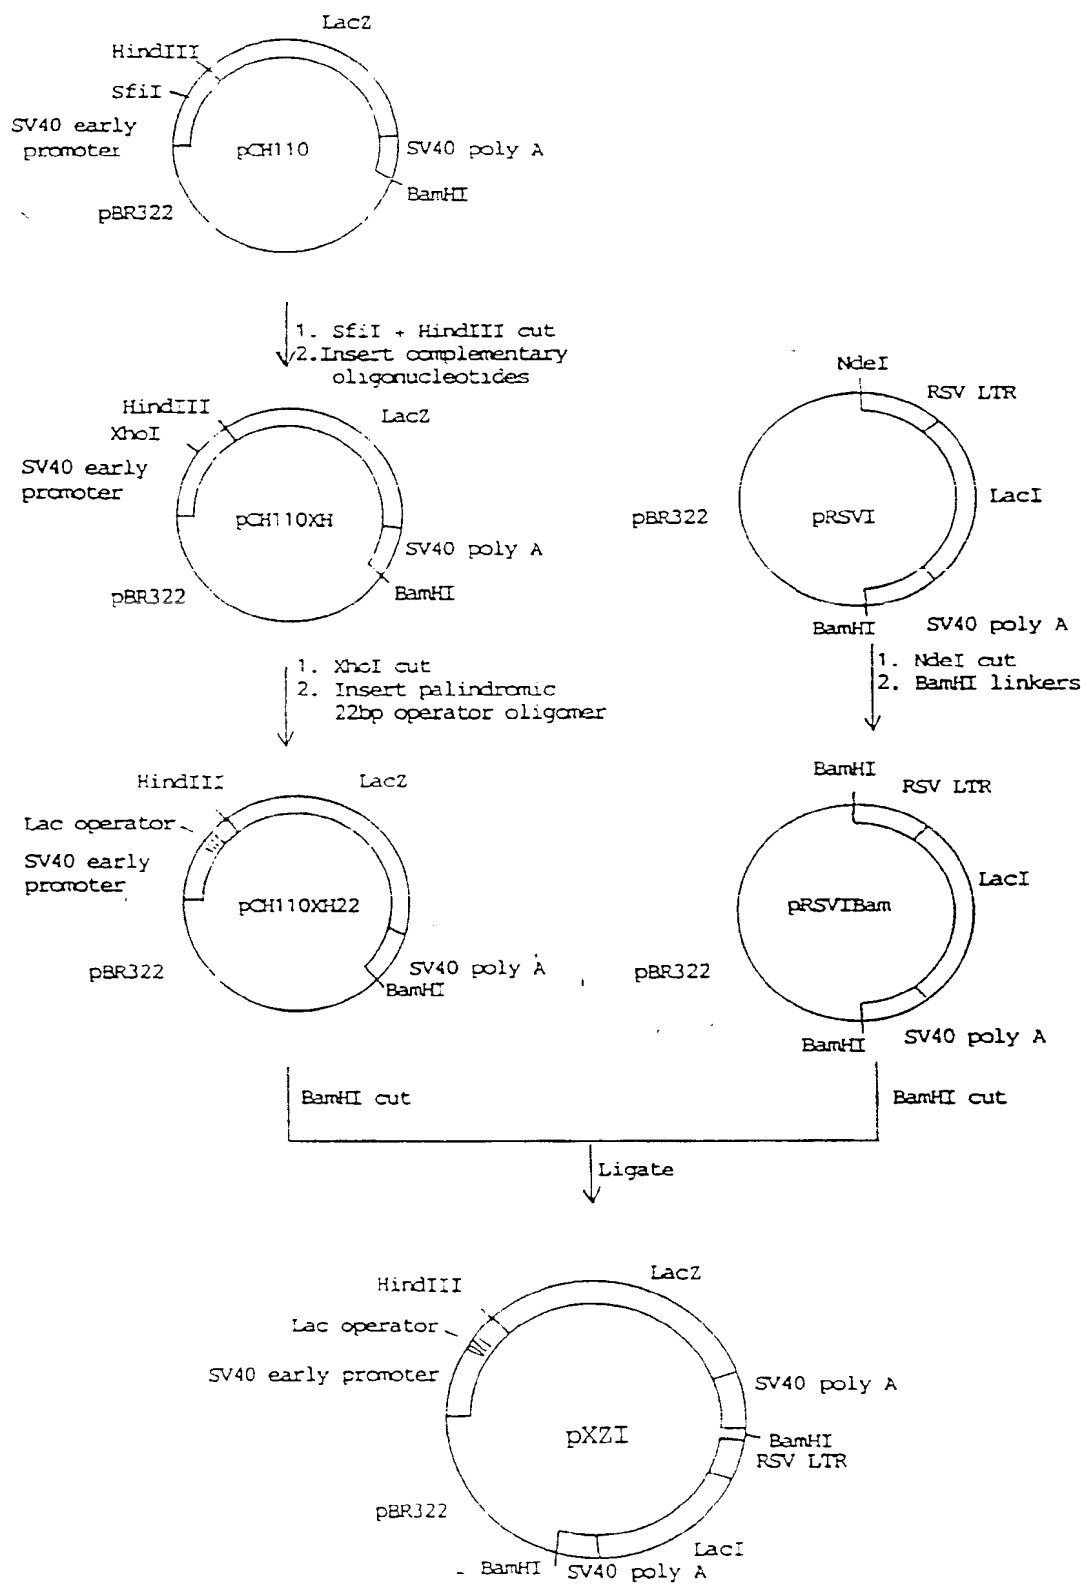 LacZ
HindIII
SfiI
SV40 early
promoter
pCH110
SV40 poly A
BamHI
pBR322
1. SfiI + HindIII cut
2.Insert complementary
oligonucleotides
HindIII
LacZ
XhoI
SV40 early
promoter
pCH110XH
SV40 poly A
BamHI
pBR322
NdeI
RSV LTR
LacI
pBR322
pRSVI
BamHI
SV40 poly A
1. XhoI cut
2. Insert palindromic
22bp operator oligomer
1. NdeI cut
2. BamHI linkers
HindIII
LacZ
Lac operator
SV40 early
promoter
pCH110XH22
pBR322
SV40 poly A
BamHI
BamHI
RSV LTR
LacI
pRSVIBam
pBR322
BamHI
SV40 poly A
BamHI cut
BamHI cut
Ligate
LacZ
HindIII
Lac operator
SV40 early promoter
SV40 poly A
pXZI
BamHI
RSV LTR
pBR322
LacI
BamHI
SV40 poly A